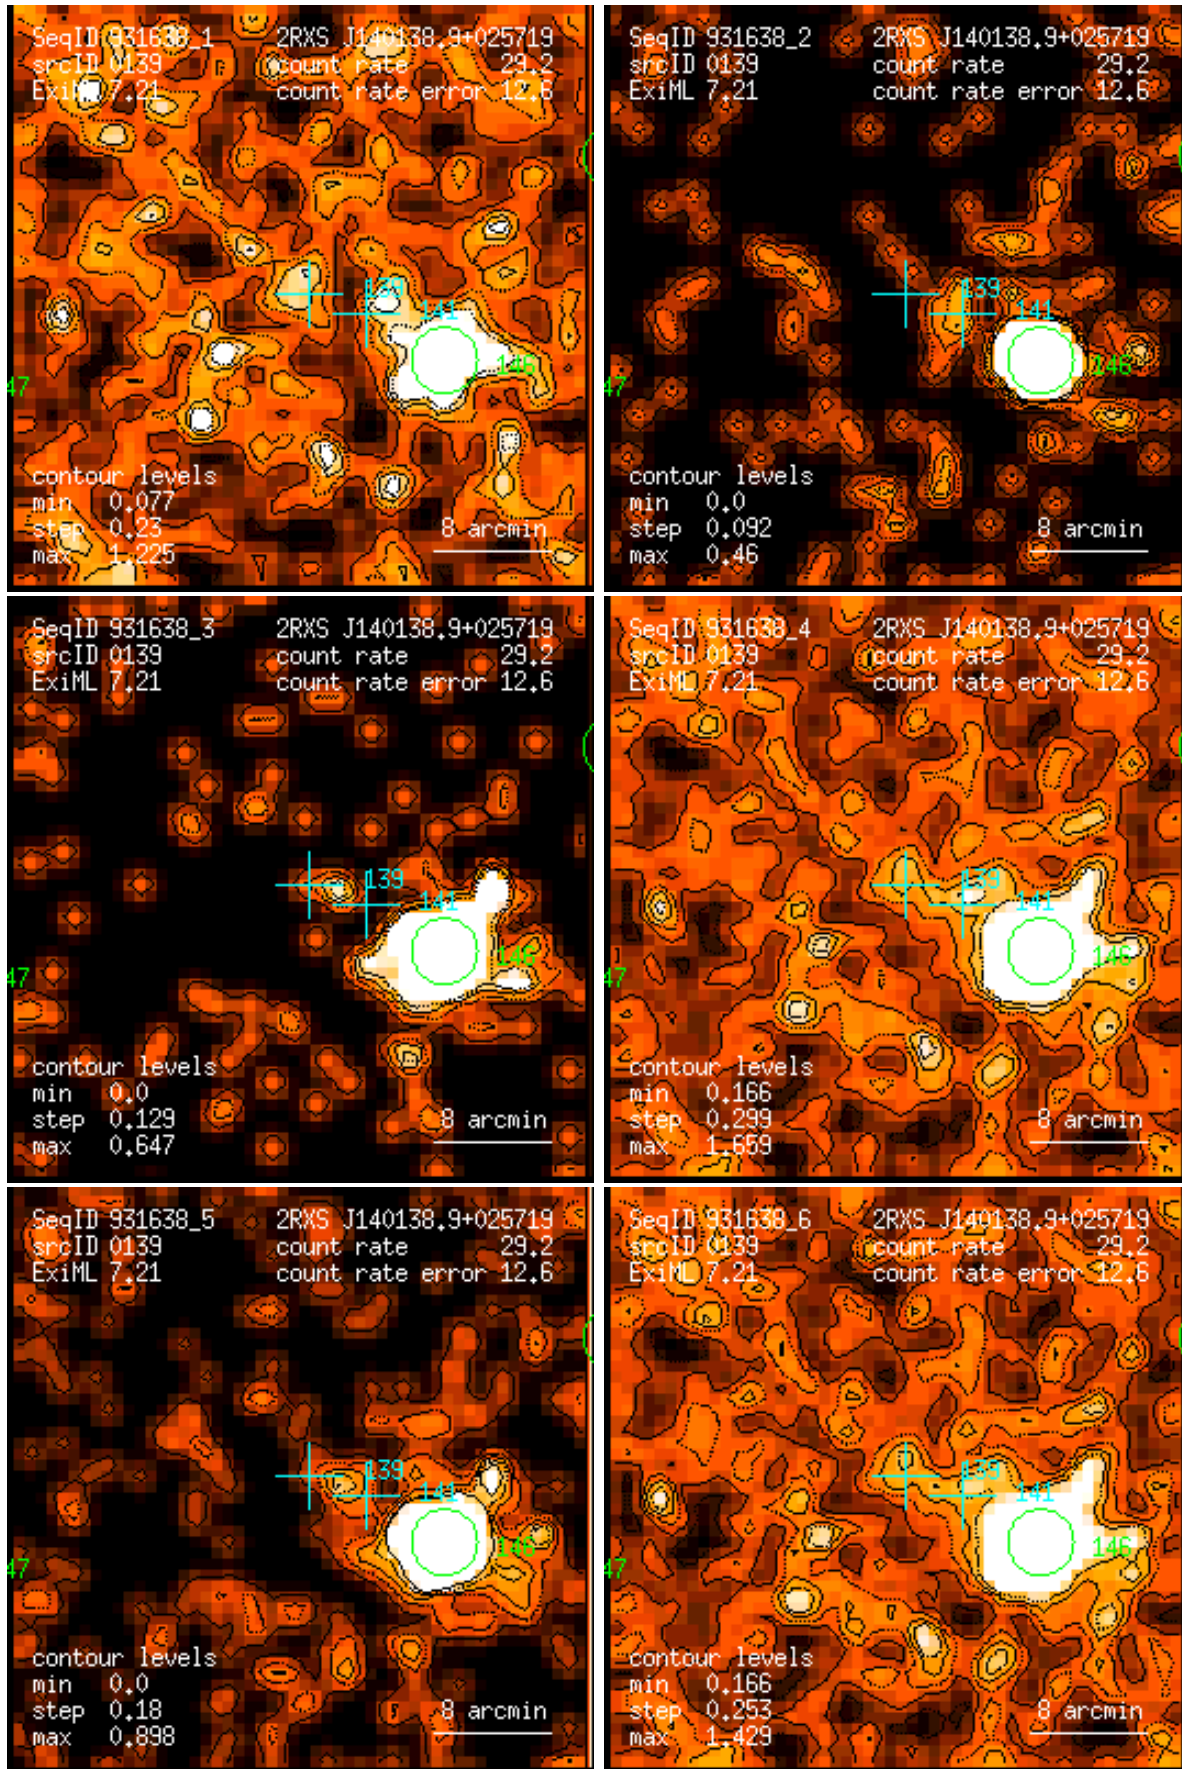 SeqID 931638_1 2RXS J140138.9+025719
srcID 0139 count rate 29.2
ExiML 7.21 count rate error 12.6
139
141
146
47
contour levels
min 0.077
step 0.23 8 arcmin
max 1.225
SeqID 931638_2 2RXS J140138.9+025719
srcID 0139 count rate 29.2
ExiML 7.21 count rate error 12.6
139
141
146
47
contour levels
min 0.0
step 0.092 8 arcmin
max 0.46
SeqID 931638_3 2RXS J140138.9+025719
srcID 0139 count rate 29.2
ExiML 7.21 count rate error 12.6
139
141
146
47
contour levels
min 0.0
step 0.129 8 arcmin
max 0.647
SeqID 931638_4 2RXS J140138.9+025719
srcID 0139 count rate 29.2
ExiML 7.21 count rate error 12.6
139
141
146
47
contour levels
min 0.166
step 0.299 8 arcmin
max 1.659
SeqID 931638_5 2RXS J140138.9+025719
srcID 0139 count rate 29.2
ExiML 7.21 count rate error 12.6
139
141
146
47
contour levels
min 0.0
step 0.18 8 arcmin
max 0.898
SeqID 931638_6 2RXS J140138.9+025719
srcID 0139 count rate 29.2
ExiML 7.21 count rate error 12.6
139
141
146
47
contour levels
min 0.166
step 0.253 8 arcmin
max 1.429